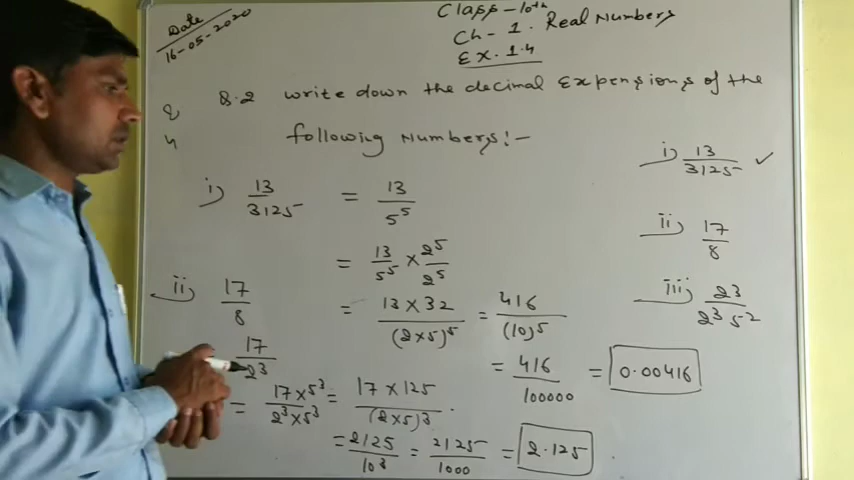 Date
16-05-2020
Class-10th
Ch-1. Real Numbers
Ex. 1.4
Q 8.2 write down the decimal Expensions of the
following Numbers:-
i) 13/3125 = 13/5^5
= 13/5^5 × 2^5/2^5
= 13×32/(2×5)^5 = 416/(10)^5
= 416/100000 = 0.00416
ii) 17/8
17/2^3
= 17×5^3/2^3×5^3 = 17×125/(2×5)^3.
= 2125/10^3 = 2125/1000 = 2.125
i) 13/3125 ✓
ii) 17/8
iii) 23/2^3 5^2